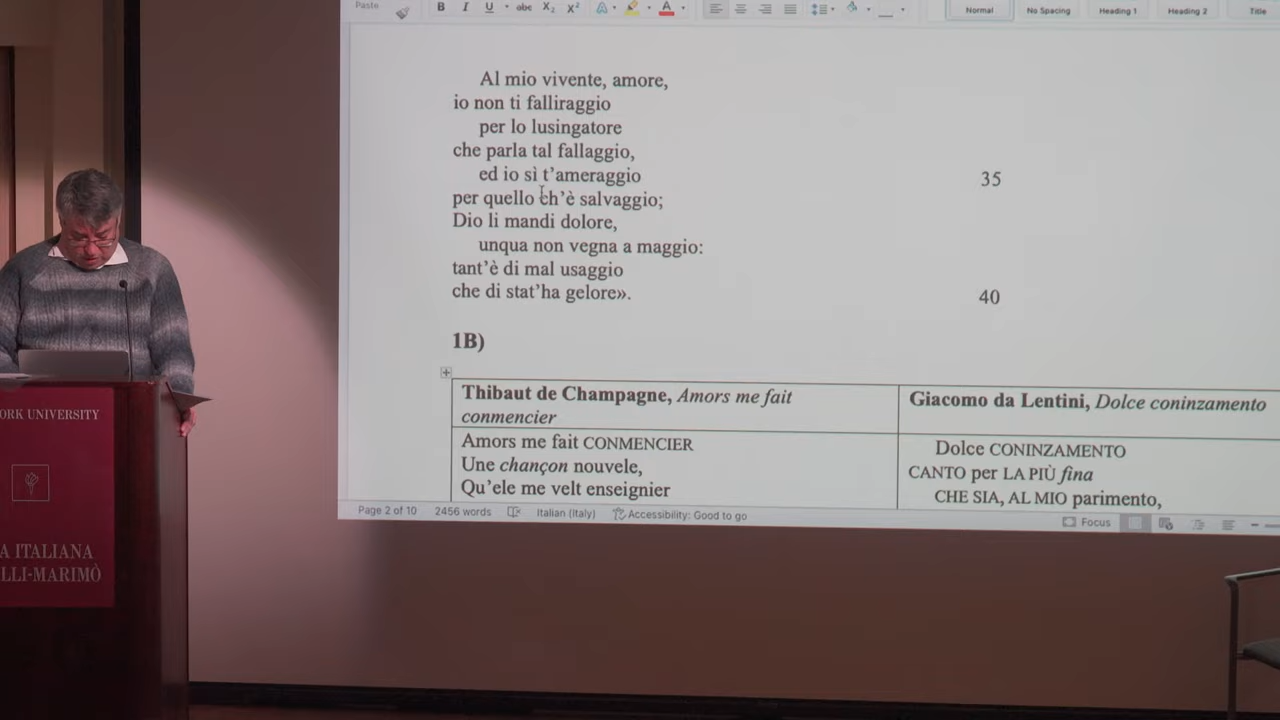 Paste
B I U abc X₂ X² A A
Normal No Spacing Heading 1 Heading 2 Title
Al mio vivente, amore,
io non ti falliraggio
per lo lusingatore
che parla tal fallaggio,
ed io sì t’ameraggio
35
per quello ch’è salvaggio;
Dio li mandi dolore,
unqua non vegna a maggio:
tant’è di mal usaggio
che di stat’ha gelore».
40
1B)
Thibaut de Champagne, Amors me fait
conmencier
Giacomo da Lentini, Dolce coninzamento
Amors me fait CONMENCIER
Une chançon nouvele,
Qu’ele me velt enseignier
Dolce CONINZAMENTO
CANTO per LA PIÙ fina
CHE SIA, AL MIO parimento,
Page 2 of 10 2456 words Italian (Italy) Accessibility: Good to go Focus
ORK UNIVERSITY
A ITALIANA
LLI-MARIMÒ